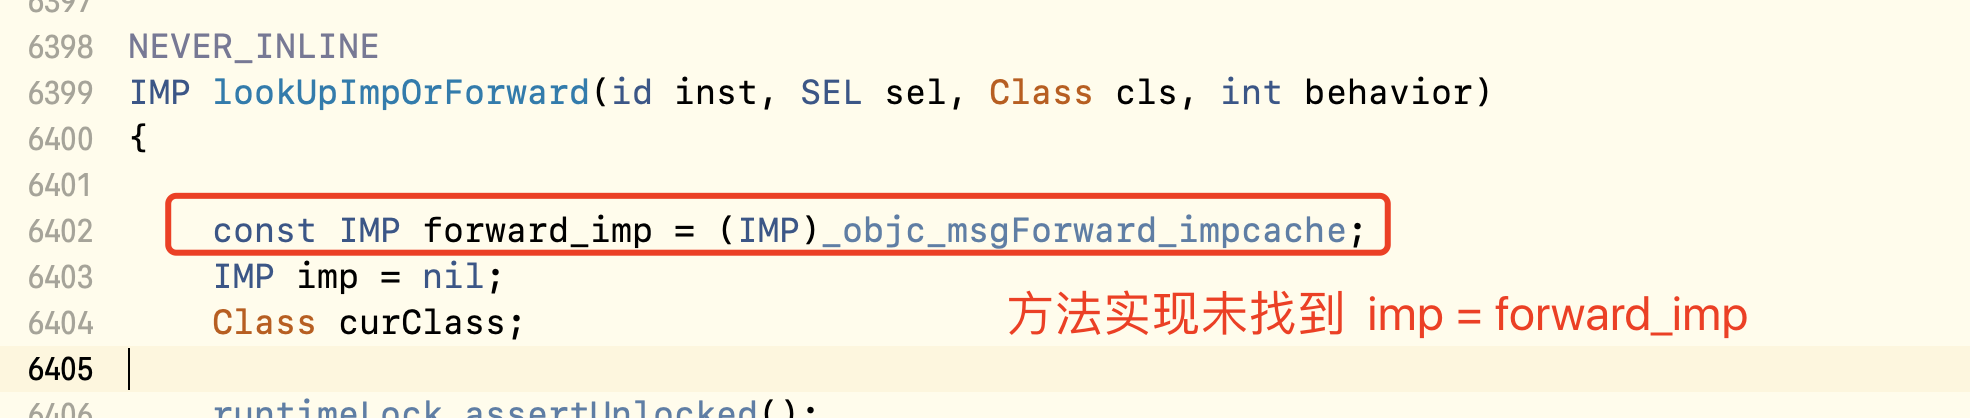 6397
6398 NEVER_INLINE
6399 IMP lookUpImpOrForward(id inst, SEL sel, Class cls, int behavior)
6400 {
6401
6402 const IMP forward_imp = (IMP)_objc_msgForward_impcache;
6403 IMP imp = nil;
6404 Class curClass;
方法实现未找到 imp = forward_imp
6405
6406 runtimeLock.assertUnlocked();